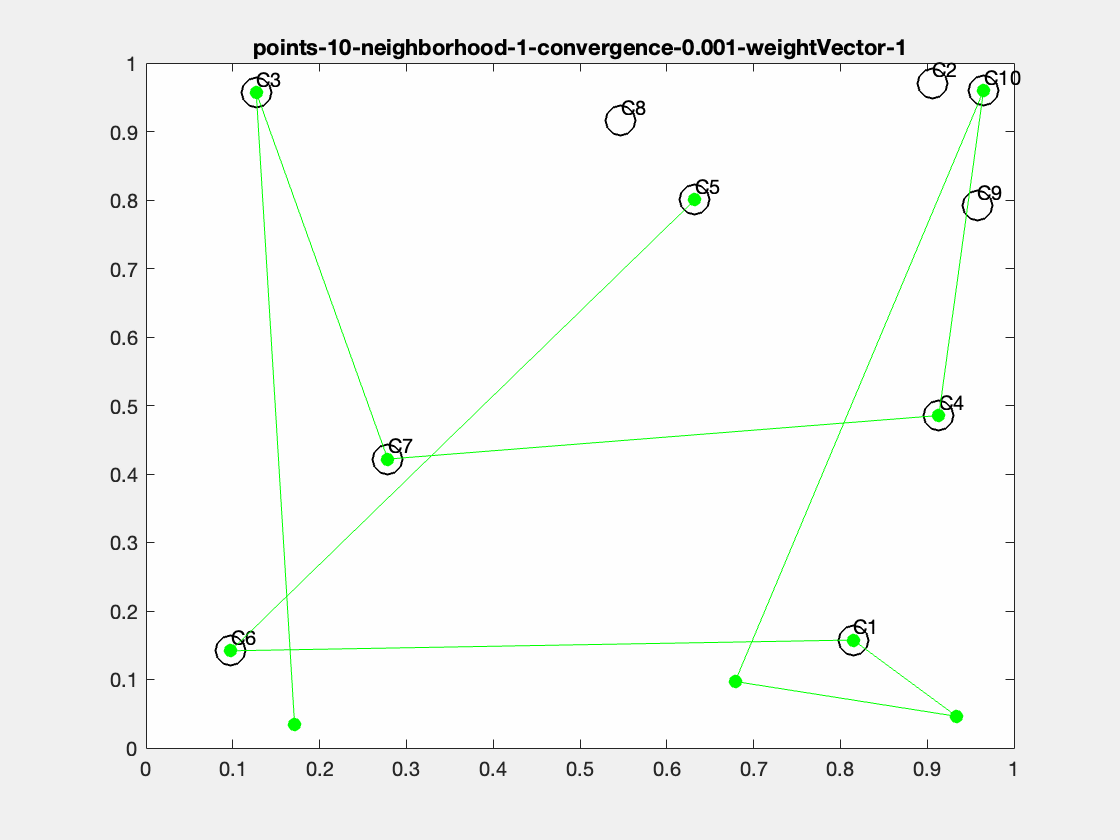 points-10-neighborhood-1-convergence-0.001-weightVector-1
1
0.9
0.8
0.7
0.6
0.5
0.4
0.3
0.2
0.1
0
C3
C2
C10
C8
C5
C9
C4
C7
C6
C1
0 0.1 0.2 0.3 0.4 0.5 0.6 0.7 0.8 0.9 1